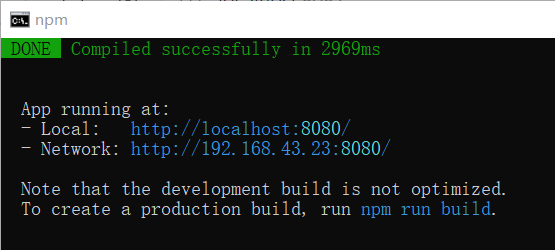 npm
DONE Compiled successfully in 2969ms
App running at:
- Local: http://localhost:8080/
- Network: http://192.168.43.23:8080/
Note that the development build is not optimized.
To create a production build, run npm run build.